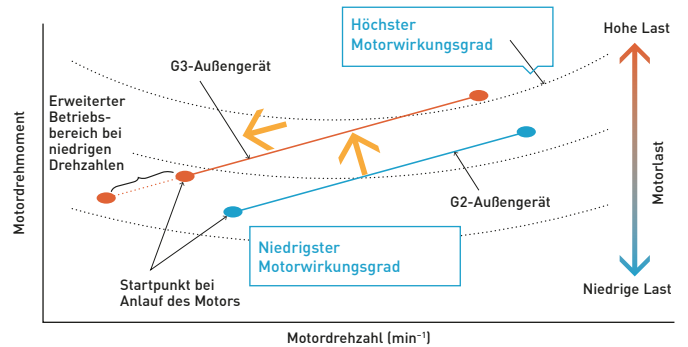 Höchster
Motorwirkungsgrad
Hohe Last
G3-Außengerät
Erweiterter
Betriebs-
bereich bei
niedrigen
Drehzahlen
Motordrehmoment
Motorlast
G2-Außengerät
Niedrigster
Motorwirkungsgrad
Startpunkt bei
Anlauf des Motors
Niedrige Last
Motordrehzahl (min⁻¹)